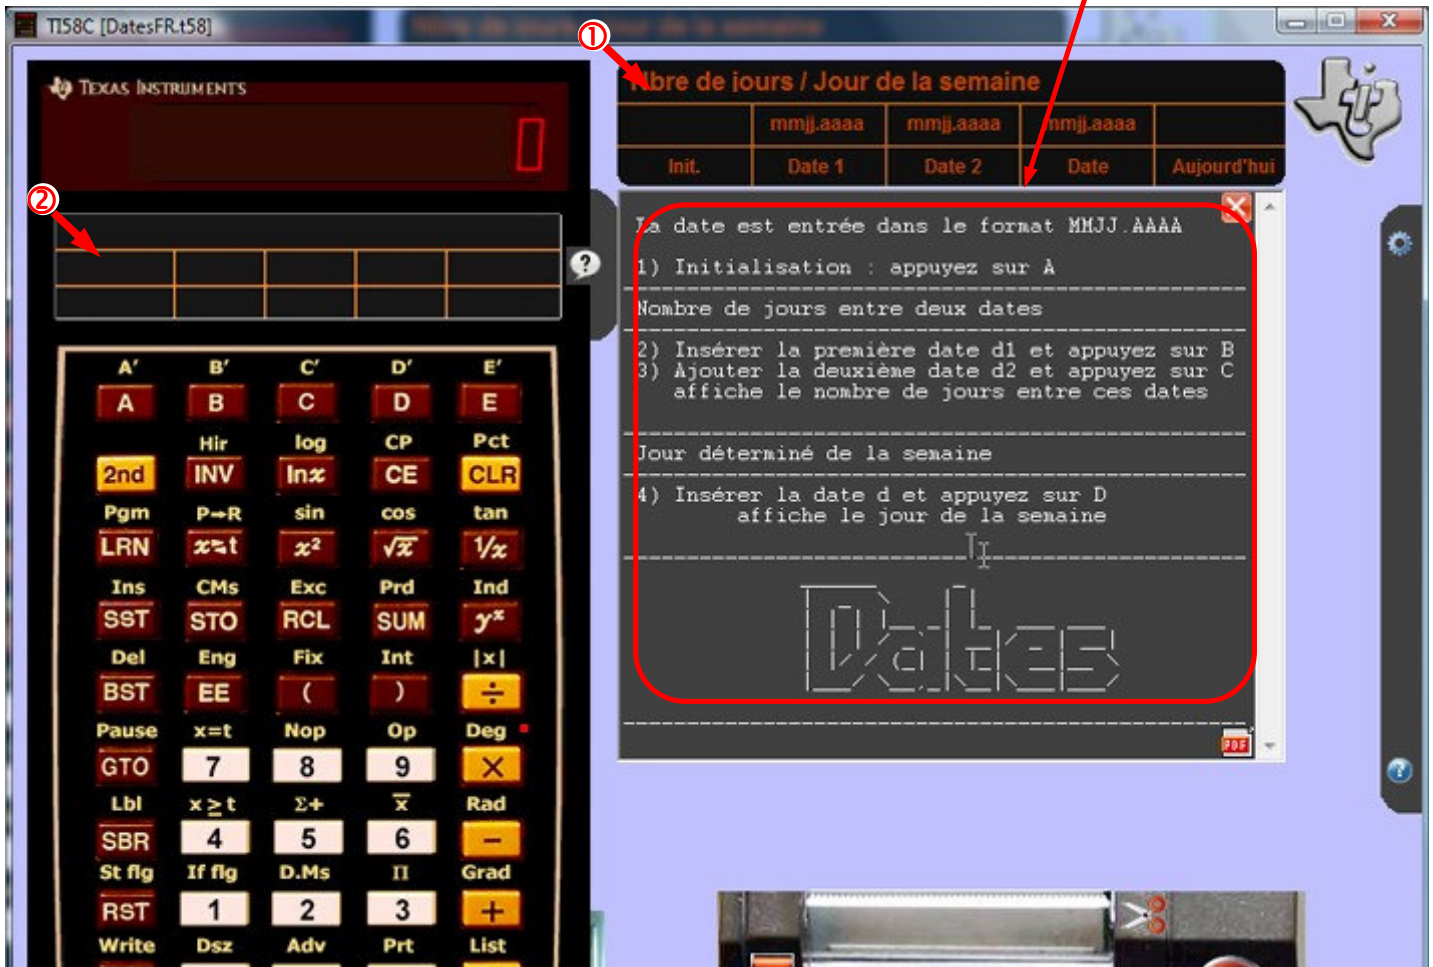 TI58C [DatesFR.t58]
①
TEXAS INSTRUMENTS
0
②
?
Nbre de jours / Jour de la semaine
mmjj.aaaa mmjj.aaaa mmjj.aaaa
Init. Date 1 Date 2 Date Aujourd'hui
La date est entrée dans le format MMJJ.AAAA
1) Initialisation : appuyez sur A
Nombre de jours entre deux dates
2) Insérer la première date d1 et appuyez sur B
3) Ajouter la deuxième date d2 et appuyez sur C
affiche le nombre de jours entre ces dates
Jour déterminé de la semaine
4) Insérer la date d et appuyez sur D
affiche le jour de la semaine
Dates
PDF
?
A' B' C' D' E'
A B C D E
Hir log CP Pct
2nd INV lnx CE CLR
Pgm P→R sin cos tan
LRN x⇄t x² √x 1/x
Ins CMs Exc Prd Ind
SST STO RCL SUM yˣ
Del Eng Fix Int |x|
BST EE ( ) ÷
Pause x=t Nop Op Deg
GTO 7 8 9 ×
Lbl x≥t Σ+ x̅ Rad
SBR 4 5 6 −
St flg If flg D.Ms Π Grad
RST 1 2 3 +
Write Dsz Adv Prt List